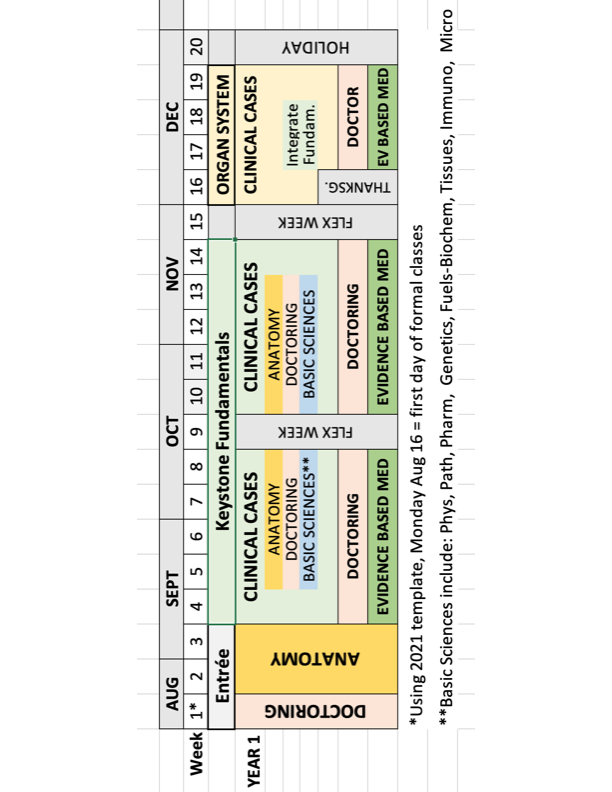 AUG SEPT OCT NOV DEC
Week 1* 2 3 4 5 6 7 8 9 10 11 12 13 14 15 16 17 18 19 20
Entrée Keystone Fundamentals ORGAN SYSTEM
YEAR 1
DOCTORING
ANATOMY
CLINICAL CASES
ANATOMY
DOCTORING
BASIC SCIENCES**
DOCTORING
EVIDENCE BASED MED
FLEX WEEK
CLINICAL CASES
ANATOMY
DOCTORING
BASIC SCIENCES
DOCTORING
EVIDENCE BASED MED
FLEX WEEK
CLINICAL CASES
Integrate
Fundam.
THANKSG.
DOCTOR
EV BASED MED
HOLIDAY
*Using 2021 template, Monday Aug 16 = first day of formal classes
**Basic Sciences include: Phys, Path, Pharm, Genetics, Fuels-Biochem, Tissues, Immuno, Micro